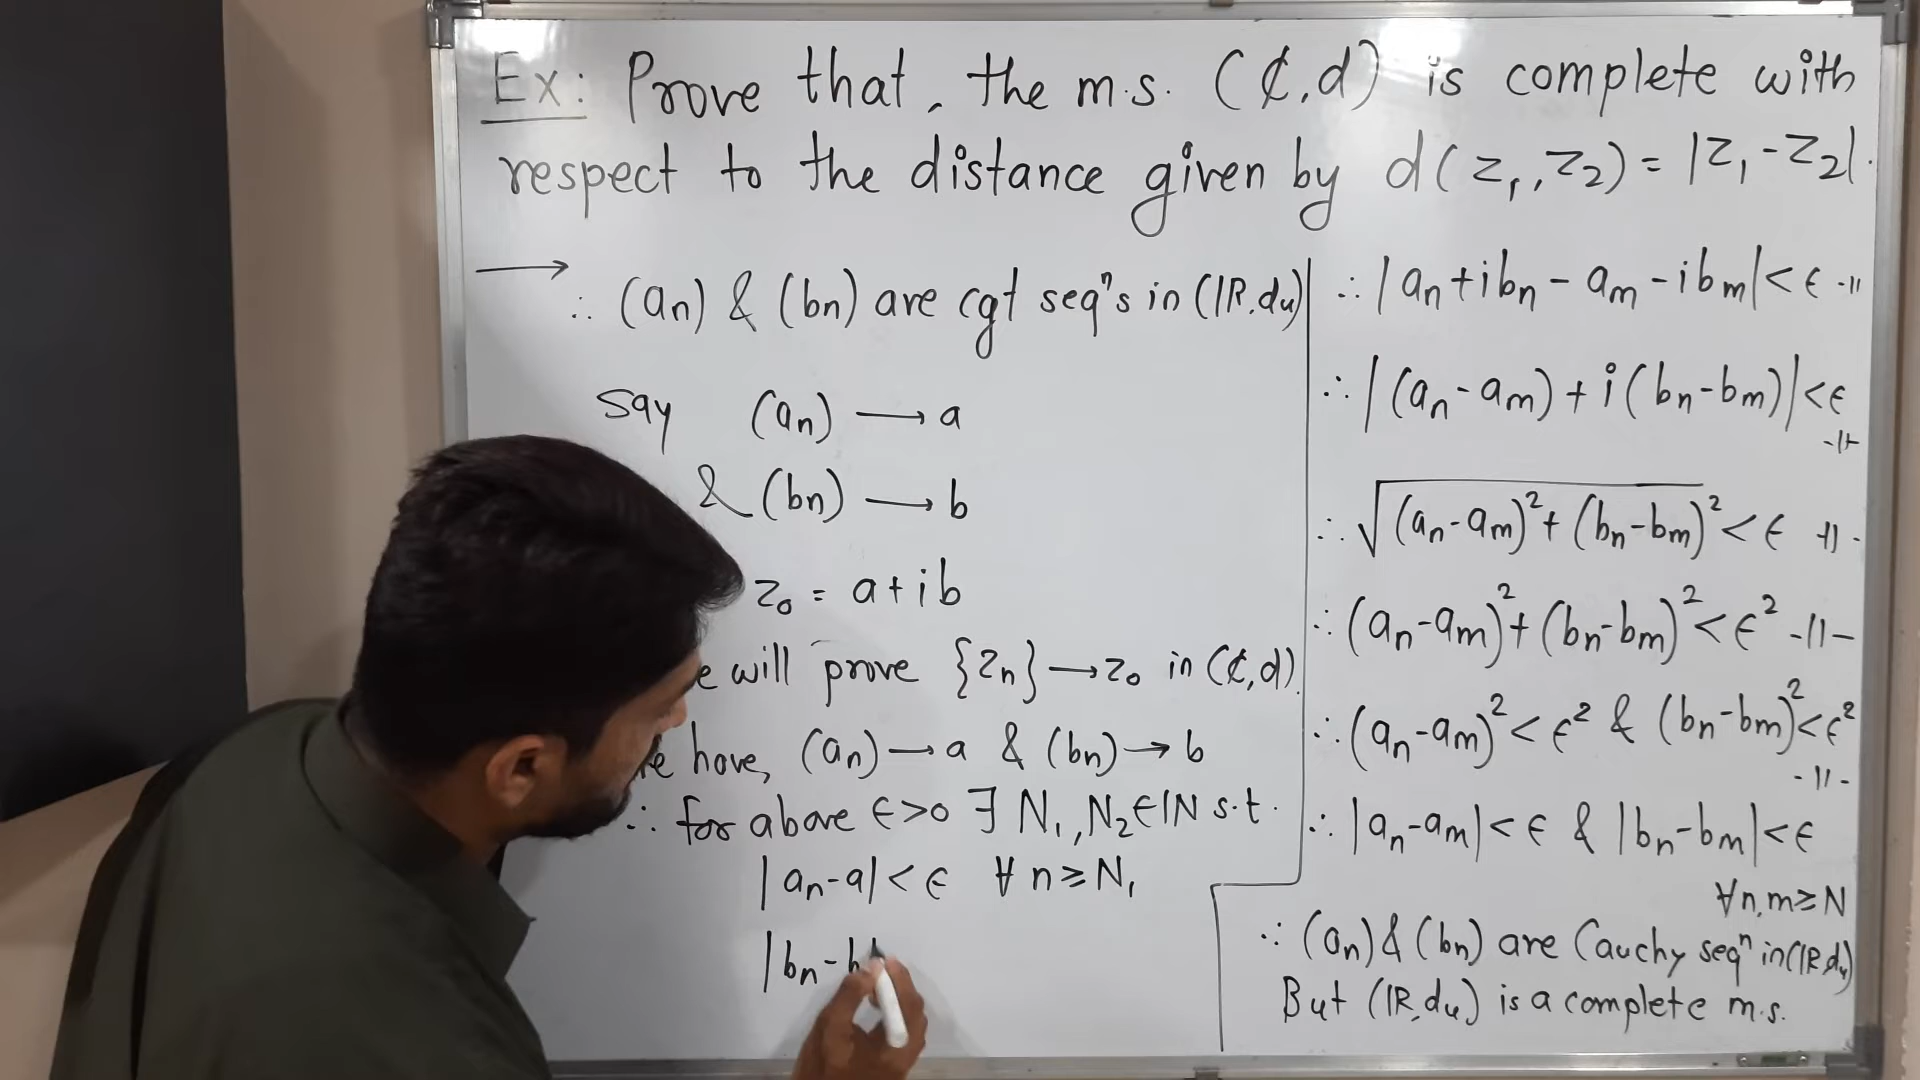 Ex: Prove that, the m.s. (ℂ,d) is complete with
respect to the distance given by d(z₁,z₂) = |z₁-z₂|.
∴ (aₙ) & (bₙ) are cgt seqⁿs in (ℝ,dᵤ)
say (aₙ) ⟶ a
& (bₙ) ⟶ b
z₀ = a+ib
will prove {zₙ} ⟶ z₀ in (ℂ,d).
have, (aₙ) ⟶ a & (bₙ) ⟶ b
∴ for above ϵ>0 ∃ N₁,N₂∈ℕ s.t.
|aₙ-a| < ϵ ∀ n≥N₁
|bₙ-b
∴ |aₙ+ibₙ - aₘ - ibₘ| < ϵ -11
∴ |(aₙ-aₘ) + i(bₙ-bₘ)| < ϵ
-11-
∴ √((aₙ-aₘ)²+(bₙ-bₘ)²) < ϵ -11-
∴ (aₙ-aₘ)²+(bₙ-bₘ)² < ϵ² -11-
∴ (aₙ-aₘ)² < ϵ² & (bₙ-bₘ)² < ϵ²
-11-
∴ |aₙ-aₘ| < ϵ & |bₙ-bₘ| < ϵ
∀n,m≥N
∴ (aₙ) & (bₙ) are Cauchy seqⁿ in (ℝ,dᵤ)
But (ℝ,dᵤ) is a complete m.s.